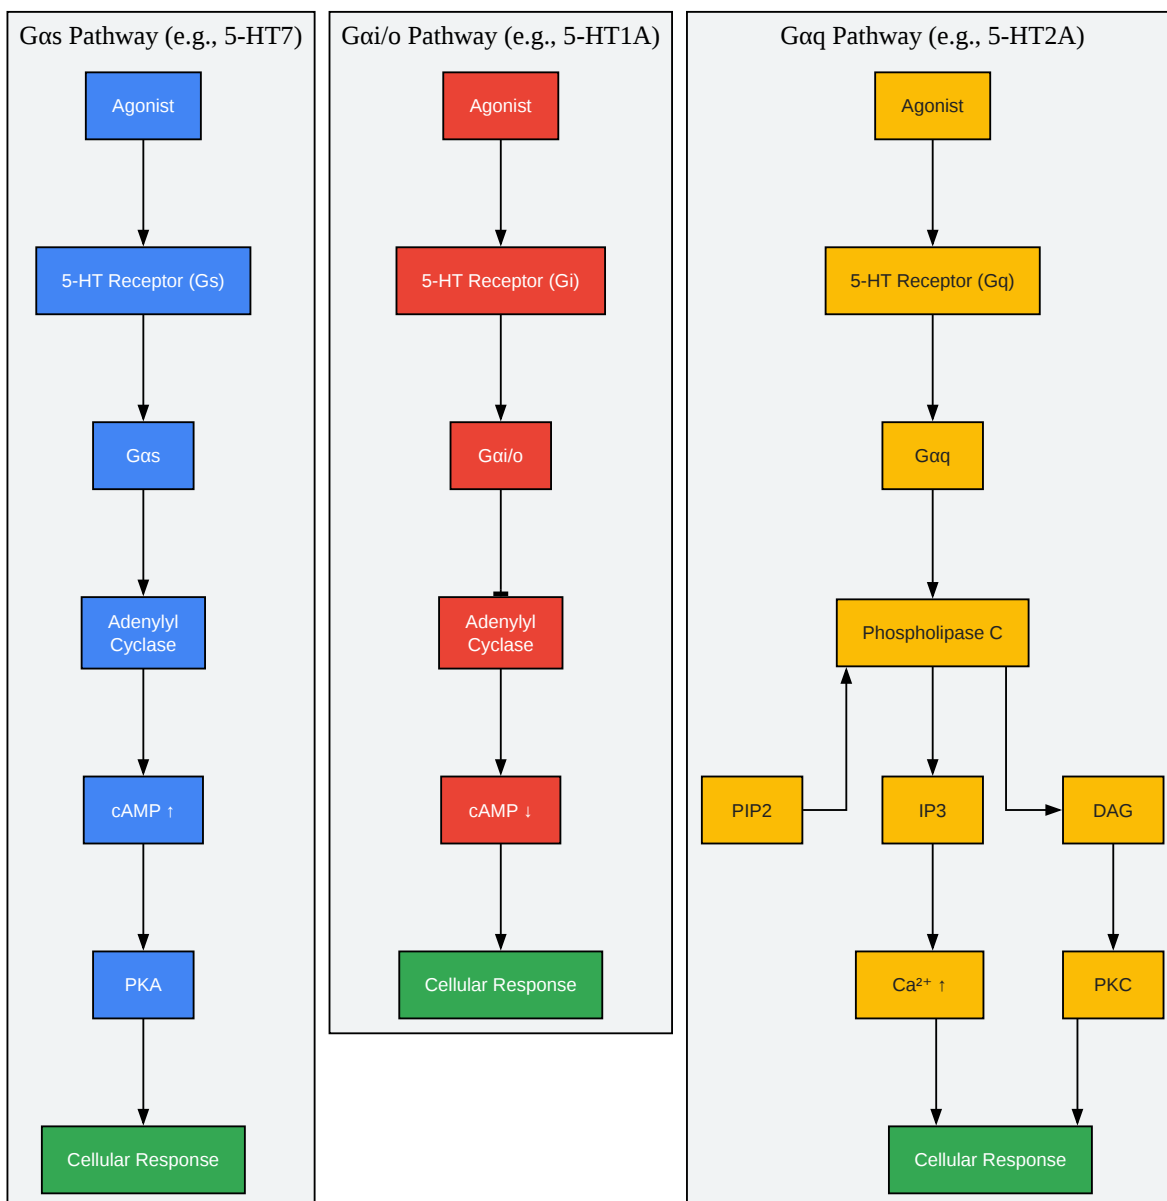 Gαs Pathway (e.g., 5-HT7)
Agonist
5-HT Receptor (Gs)
Gαs
Adenylyl
Cyclase
cAMP ↑
PKA
Cellular Response
Gαi/o Pathway (e.g., 5-HT1A)
Agonist
5-HT Receptor (Gi)
Gαi/o
Adenylyl
Cyclase
cAMP ↓
Cellular Response
Gαq Pathway (e.g., 5-HT2A)
Agonist
5-HT Receptor (Gq)
Gαq
Phospholipase C
PIP2
IP3
DAG
Ca²⁺ ↑
PKC
Cellular Response